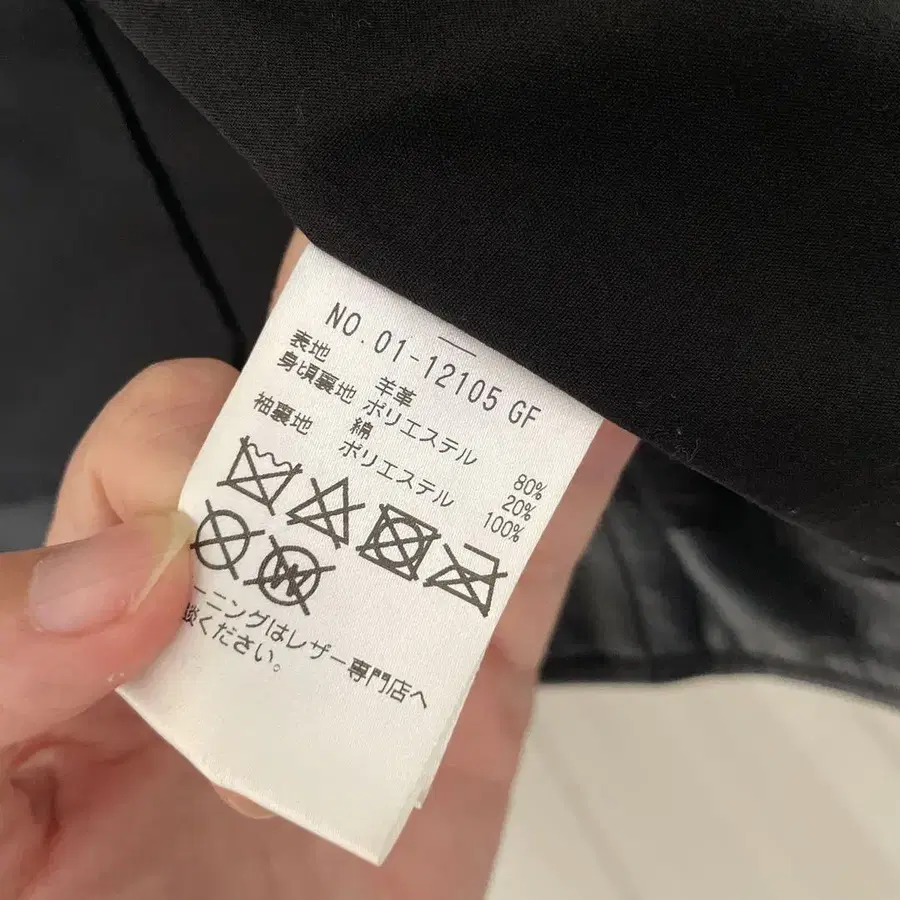 NO. 01-12105 GF
表地 羊革
身頃裏地 ポリエステル 80%
綿 20%
袖裏地 ポリエステル 100%
ーニングはレザー専門店へ
談ください。